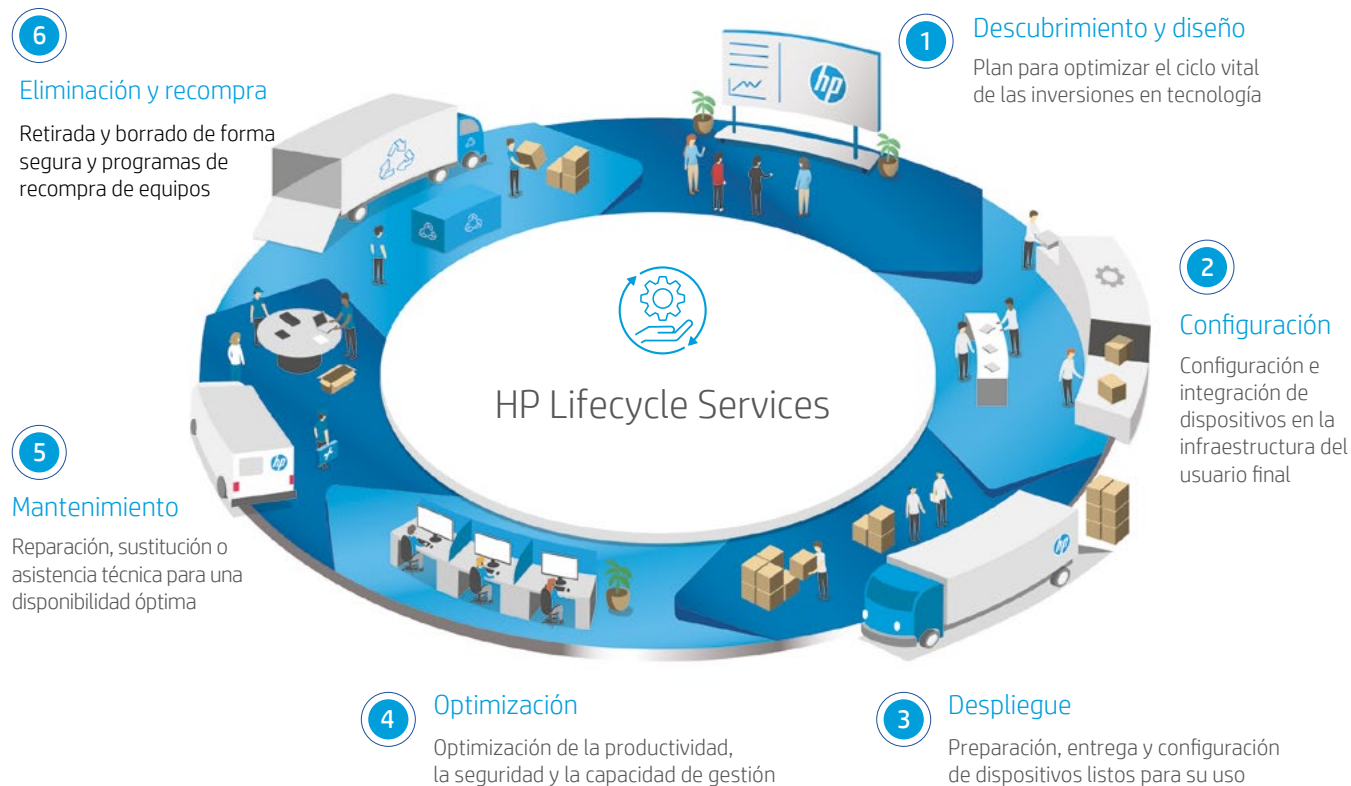 1
Descubrimiento y diseño
Plan para optimizar el ciclo vital
de las inversiones en tecnología
2
Configuración
Configuración e
integración de
dispositivos en la
infraestructura del
usuario final
3
Despliegue
Preparación, entrega y configuración
de dispositivos listos para su uso
4
Optimización
Optimización de la productividad,
la seguridad y la capacidad de gestión
5
Mantenimiento
Reparación, sustitución o
asistencia técnica para una
disponibilidad óptima
6
Eliminación y recompra
Retirada y borrado de forma
segura y programas de
recompra de equipos
HP Lifecycle Services
hp
hp
hp